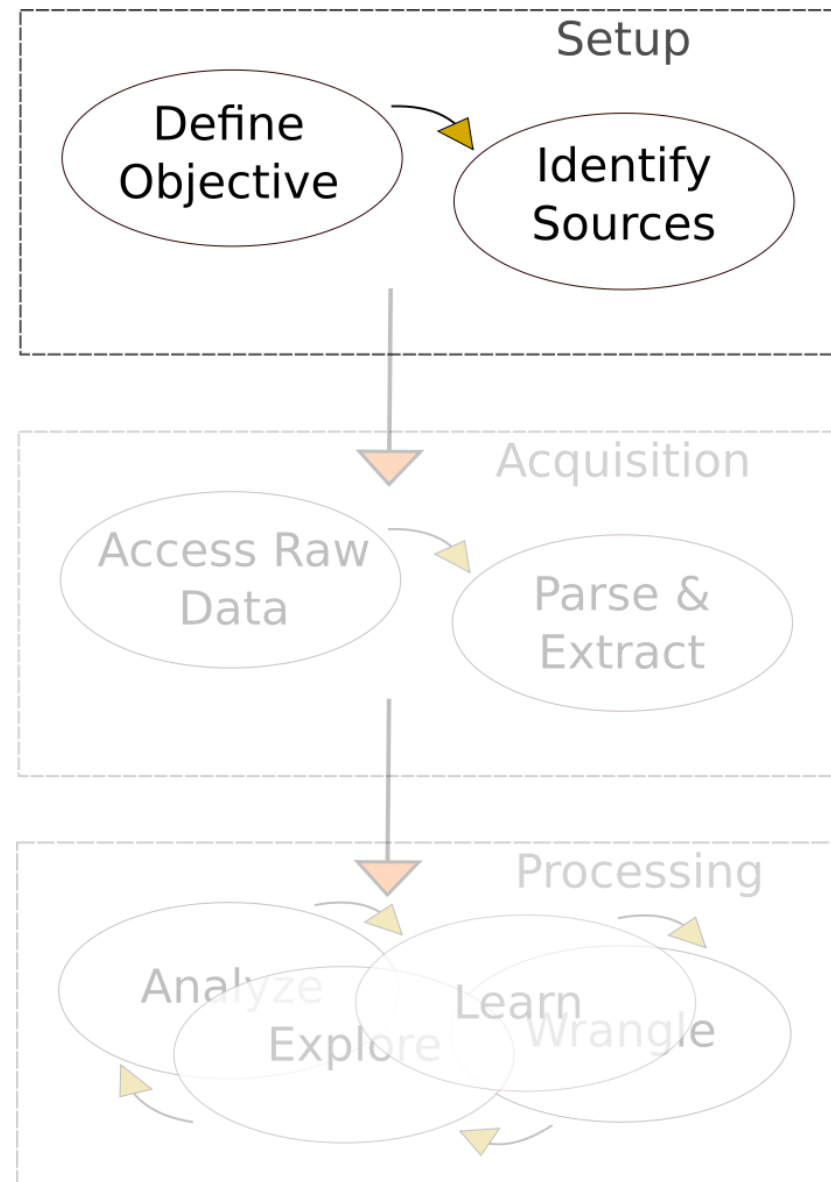 Setup
Define
Objective
Identify
Sources
Acquisition
Access Raw
Data
Parse &
Extract
Processing
Analyze
Learn
Wrangle
Explore